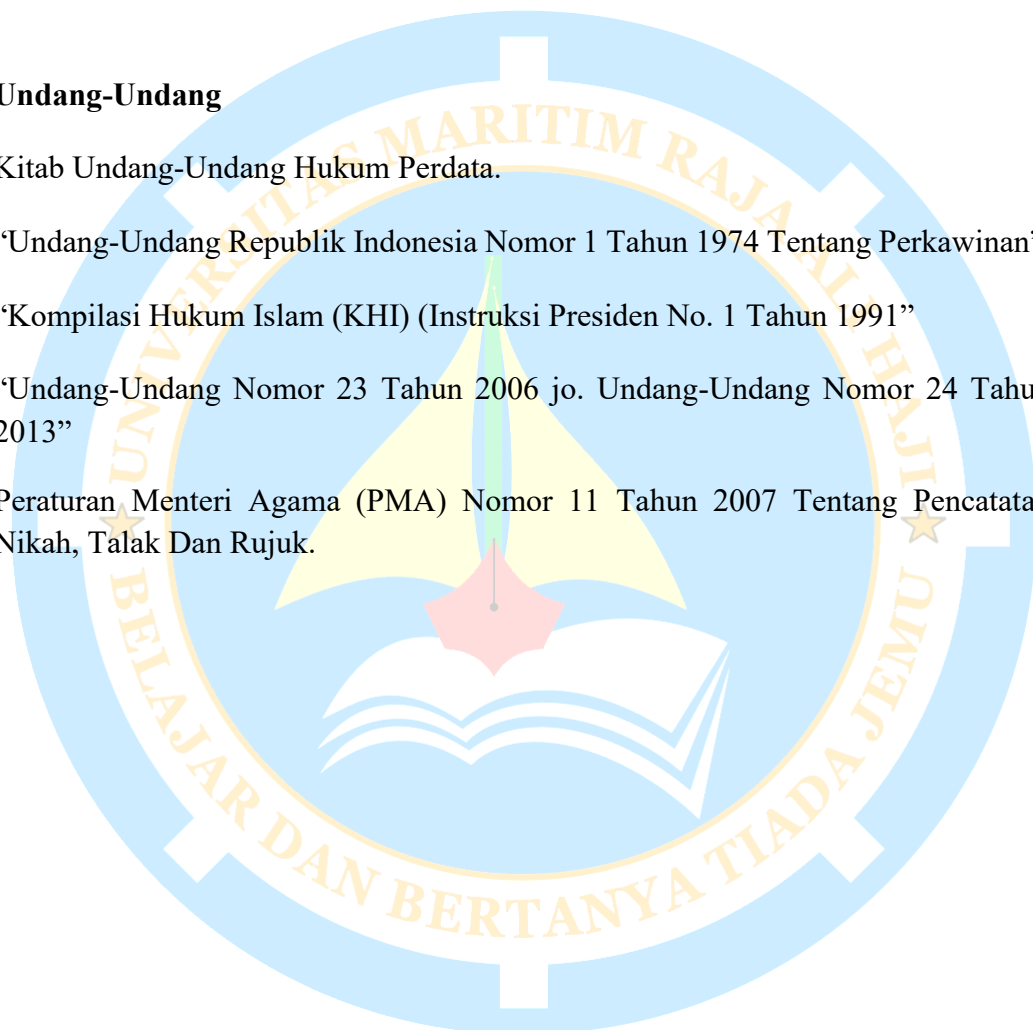 Undang-Undang
Kitab Undang-Undang Hukum Perdata.
“Undang-Undang Republik Indonesia Nomor 1 Tahun 1974 Tentang Perkawinan”
“Kompilasi Hukum Islam (KHI) (Instruksi Presiden No. 1 Tahun 1991”
“Undang-Undang Nomor 23 Tahun 2006 jo. Undang-Undang Nomor 24 Tahu
2013”
Peraturan Menteri Agama (PMA) Nomor 11 Tahun 2007 Tentang Pencatata
Nikah, Talak Dan Rujuk.
UNIVERSITAS MARITIM RAJA ALI HAJI
BELAJAR DAN BERTANYA TIADA JEMU